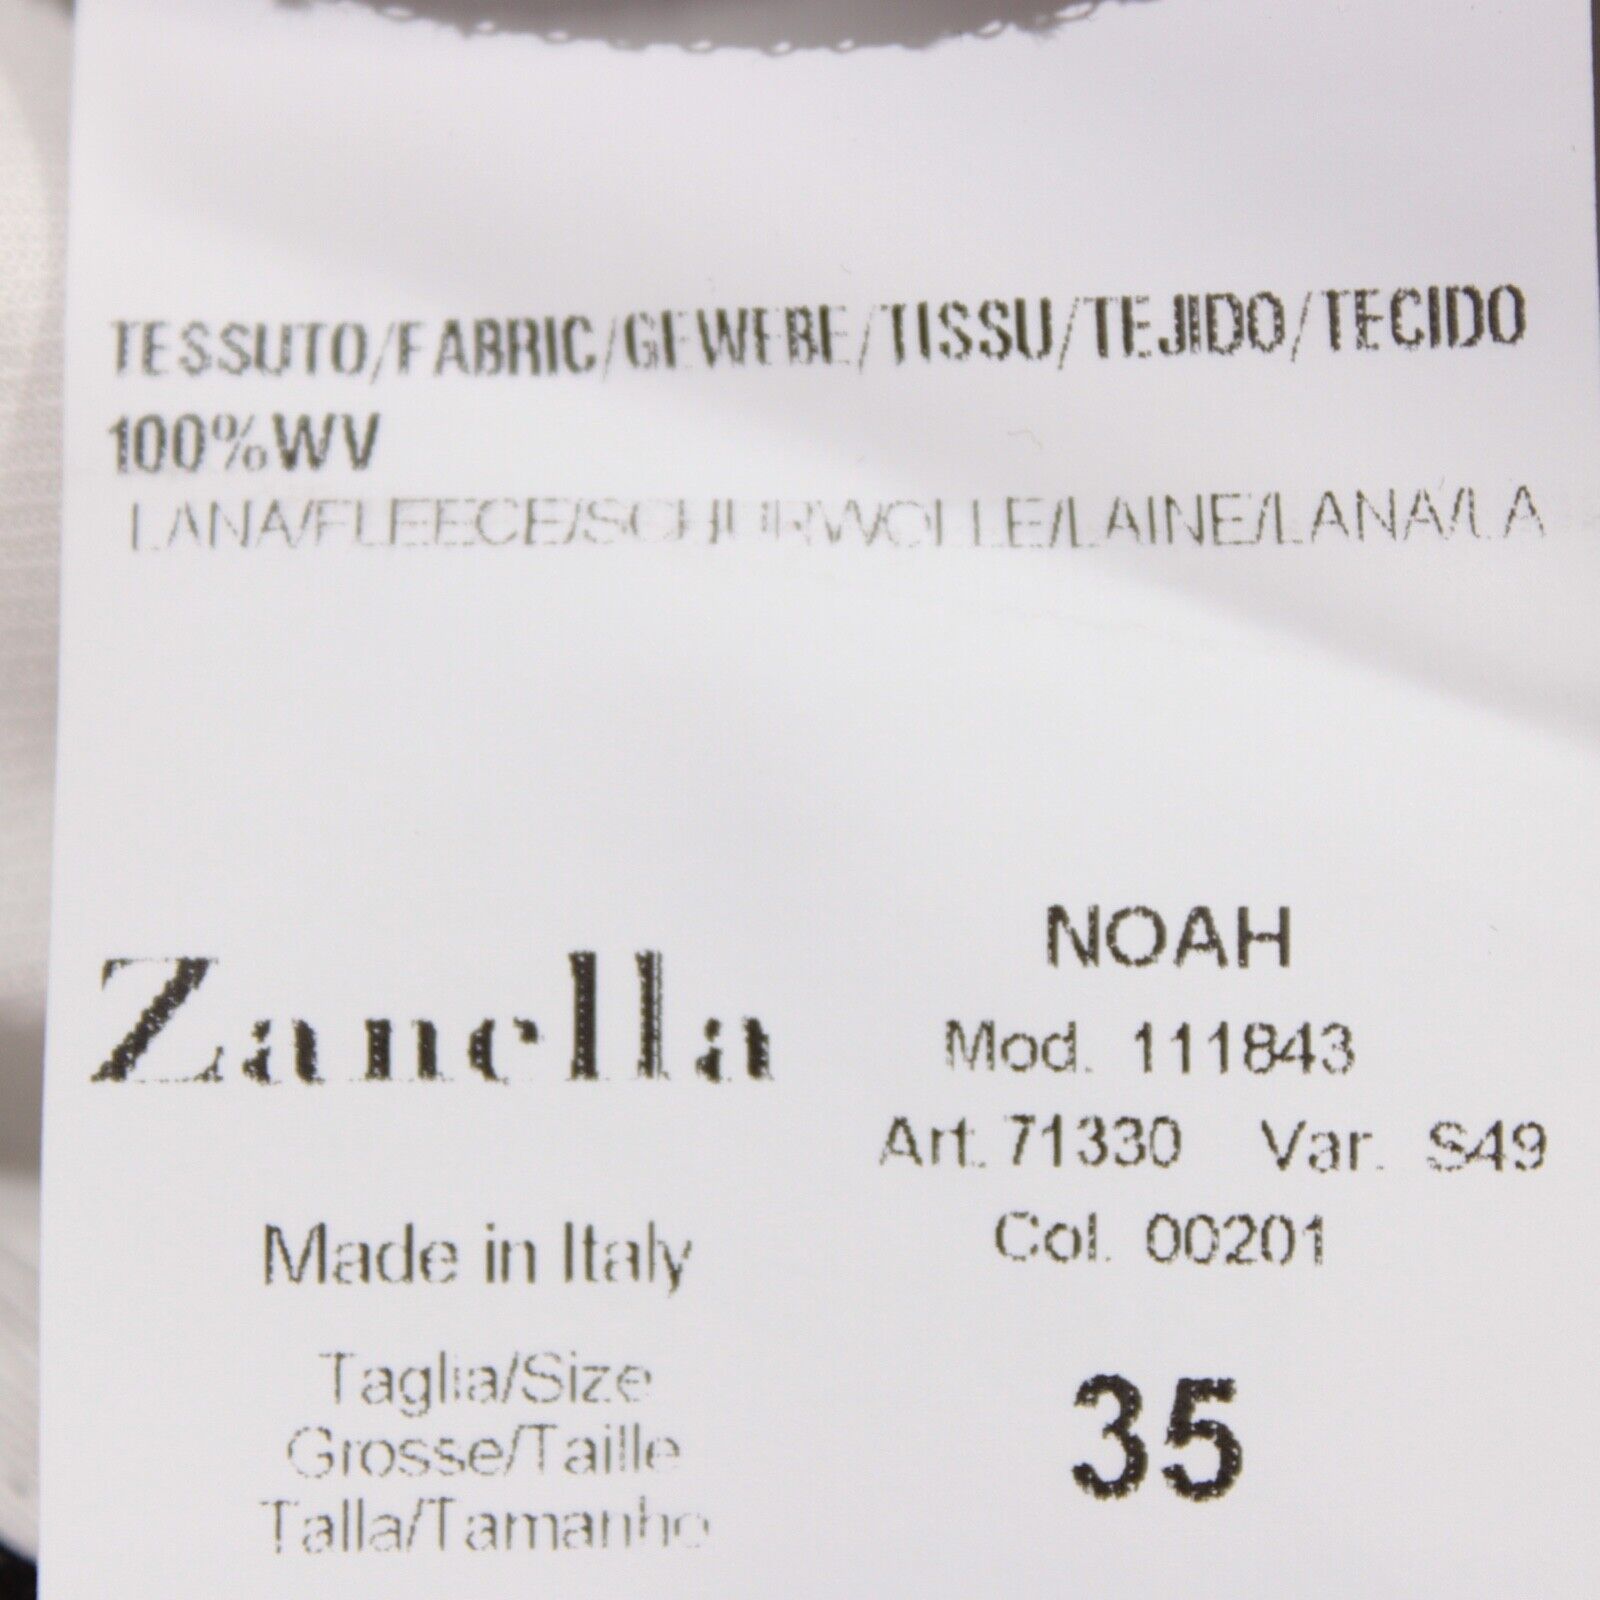 TESSUTO/FABRIC/GEWEBE/TISSU/TEJIDO/TECIDO
100%WV
LANA/FLEECE/SCHURWOLLE/LAINE/LANA/LA
Zanella
Made in Italy
Taglia/Size
Grosse/Taille
Talla/Tamanho
NOAH
Mod. 111843
Art. 71330 Var. S49
Col. 00201
35